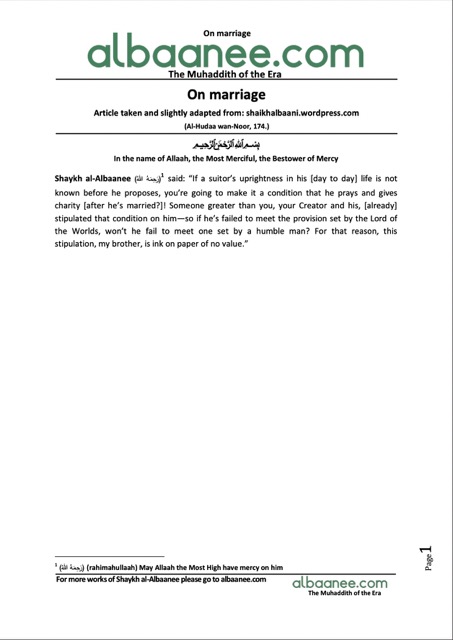 On marriage
albaanee.com
The Muhaddith of the Era
On marriage
Article taken and slightly adapted from: shaikhalbaani.wordpress.com
(Al-Hudaa wan-Noor, 174.)
بِسْمِ اللهِ الرَّحْمٰنِ الرَّحِيمِ
In the name of Allaah, the Most Merciful, the Bestower of Mercy
Shaykh al-Albaanee (رَحِمَهُ اللهُ)1 said: “If a suitor’s uprightness in his [day to day] life is not
known before he proposes, you’re going to make it a condition that he prays and gives
charity [after he’s married?]! Someone greater than you, your Creator and his, [already]
stipulated that condition on him—so if he’s failed to meet the provision set by the Lord of
the Worlds, won’t he fail to meet one set by a humble man? For that reason, this
stipulation, my brother, is ink on paper of no value.”
1 (رَحِمَهُ اللهُ) (rahimahullaah) May Allaah the Most High have mercy on him
For more works of Shaykh al-Albaanee please go to albaanee.com
albaanee.com
The Muhaddith of the Era
Page1